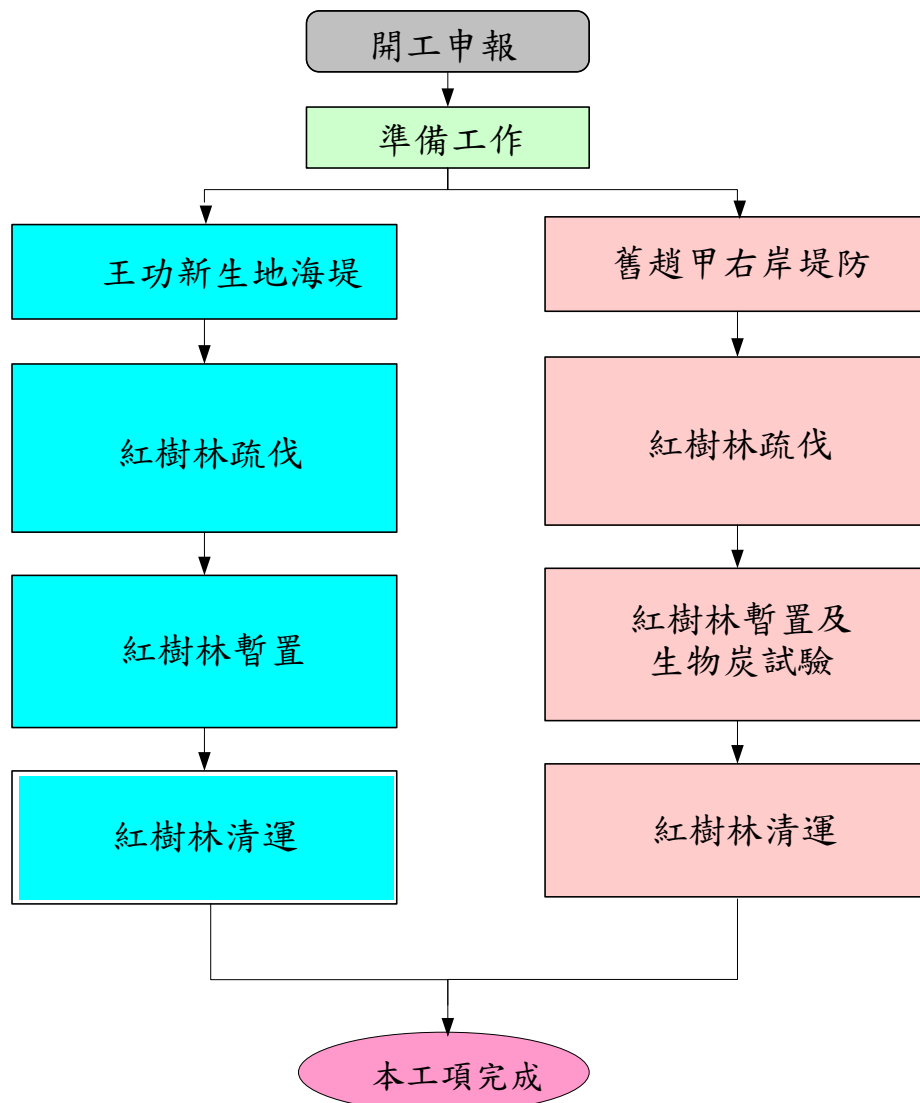 開工申報
準備工作
王功新生地海堤
紅樹林疏伐
紅樹林暫置
紅樹林清運
舊趙甲右岸堤防
紅樹林疏伐
紅樹林暫置及
生物炭試驗
紅樹林清運
本工項完成